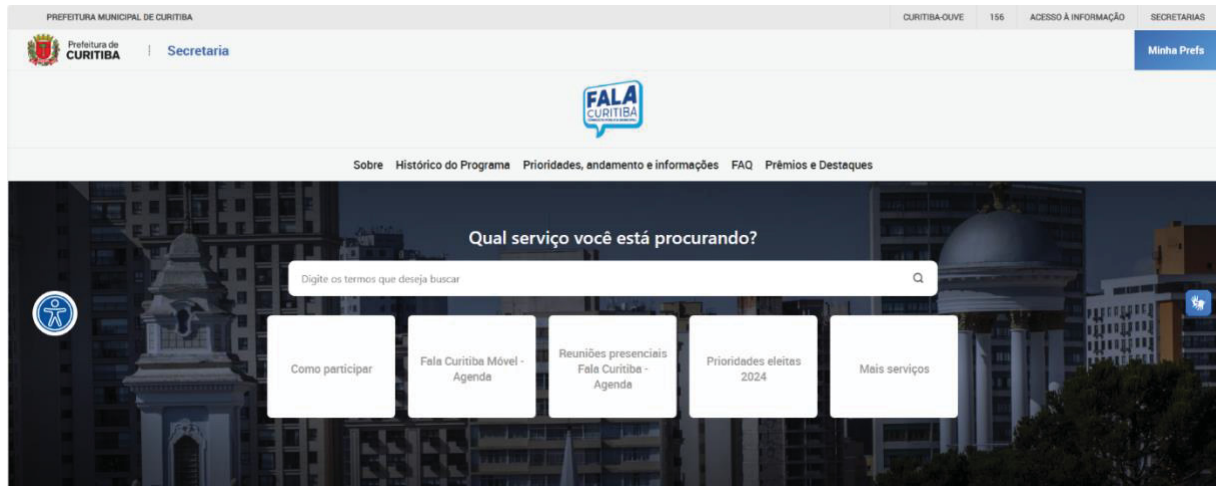 PREFEITURA MUNICIPAL DE CURITIBA
CURITIBA-OUVE 156 ACESSO À INFORMAÇÃO SECRETARIAS
Prefeitura de
CURITIBA
Secretaria
Minha Prefs
FALA
CURITIBA
Sobre Histórico do Programa Prioridades, andamento e informações FAQ Prêmios e Destaques
Qual serviço você está procurando?
Digite os termos que deseja buscar
Como participar
Fala Curitiba Móvel -
Agenda
Reuniões presenciais
Fala Curitiba -
Agenda
Prioridades eleitas
2024
Mais serviços